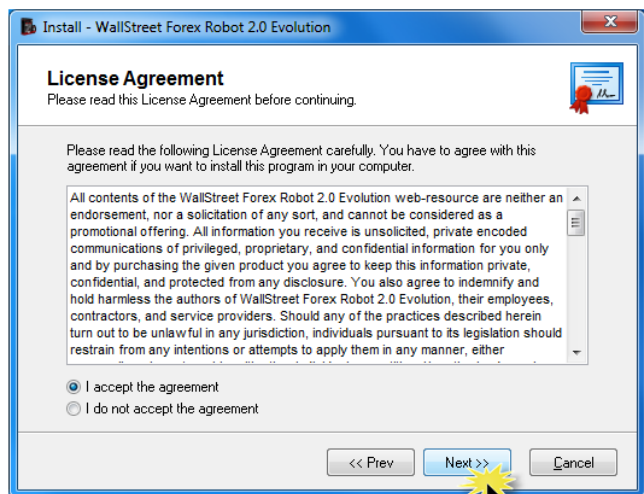 Install - WallStreet Forex Robot 2.0 Evolution
License Agreement
Please read this License Agreement before continuing.
Please read the following License Agreement carefully. You have to agree with this
agreement if you want to install this program in your computer.
All contents of the WallStreet Forex Robot 2.0 Evolution web-resource are neither an
endorsement, nor a solicitation of any sort, and cannot be considered as a
promotional offering. All information you receive is unsolicited, private encoded
communications of privileged, proprietary, and confidential information for you only
and by purchasing the given product you agree to keep this information private,
confidential, and protected from any disclosure. You also agree to indemnify and
hold harmless the authors of WallStreet Forex Robot 2.0 Evolution, their employees,
contractors, and service providers. Should any of the practices described herein
turn out to be unlawful in any jurisdiction, individuals pursuant to its legislation should
restrain from any intentions or attempts to apply them in any manner, either
I accept the agreement
I do not accept the agreement
<< Prev
Next >>
Cancel